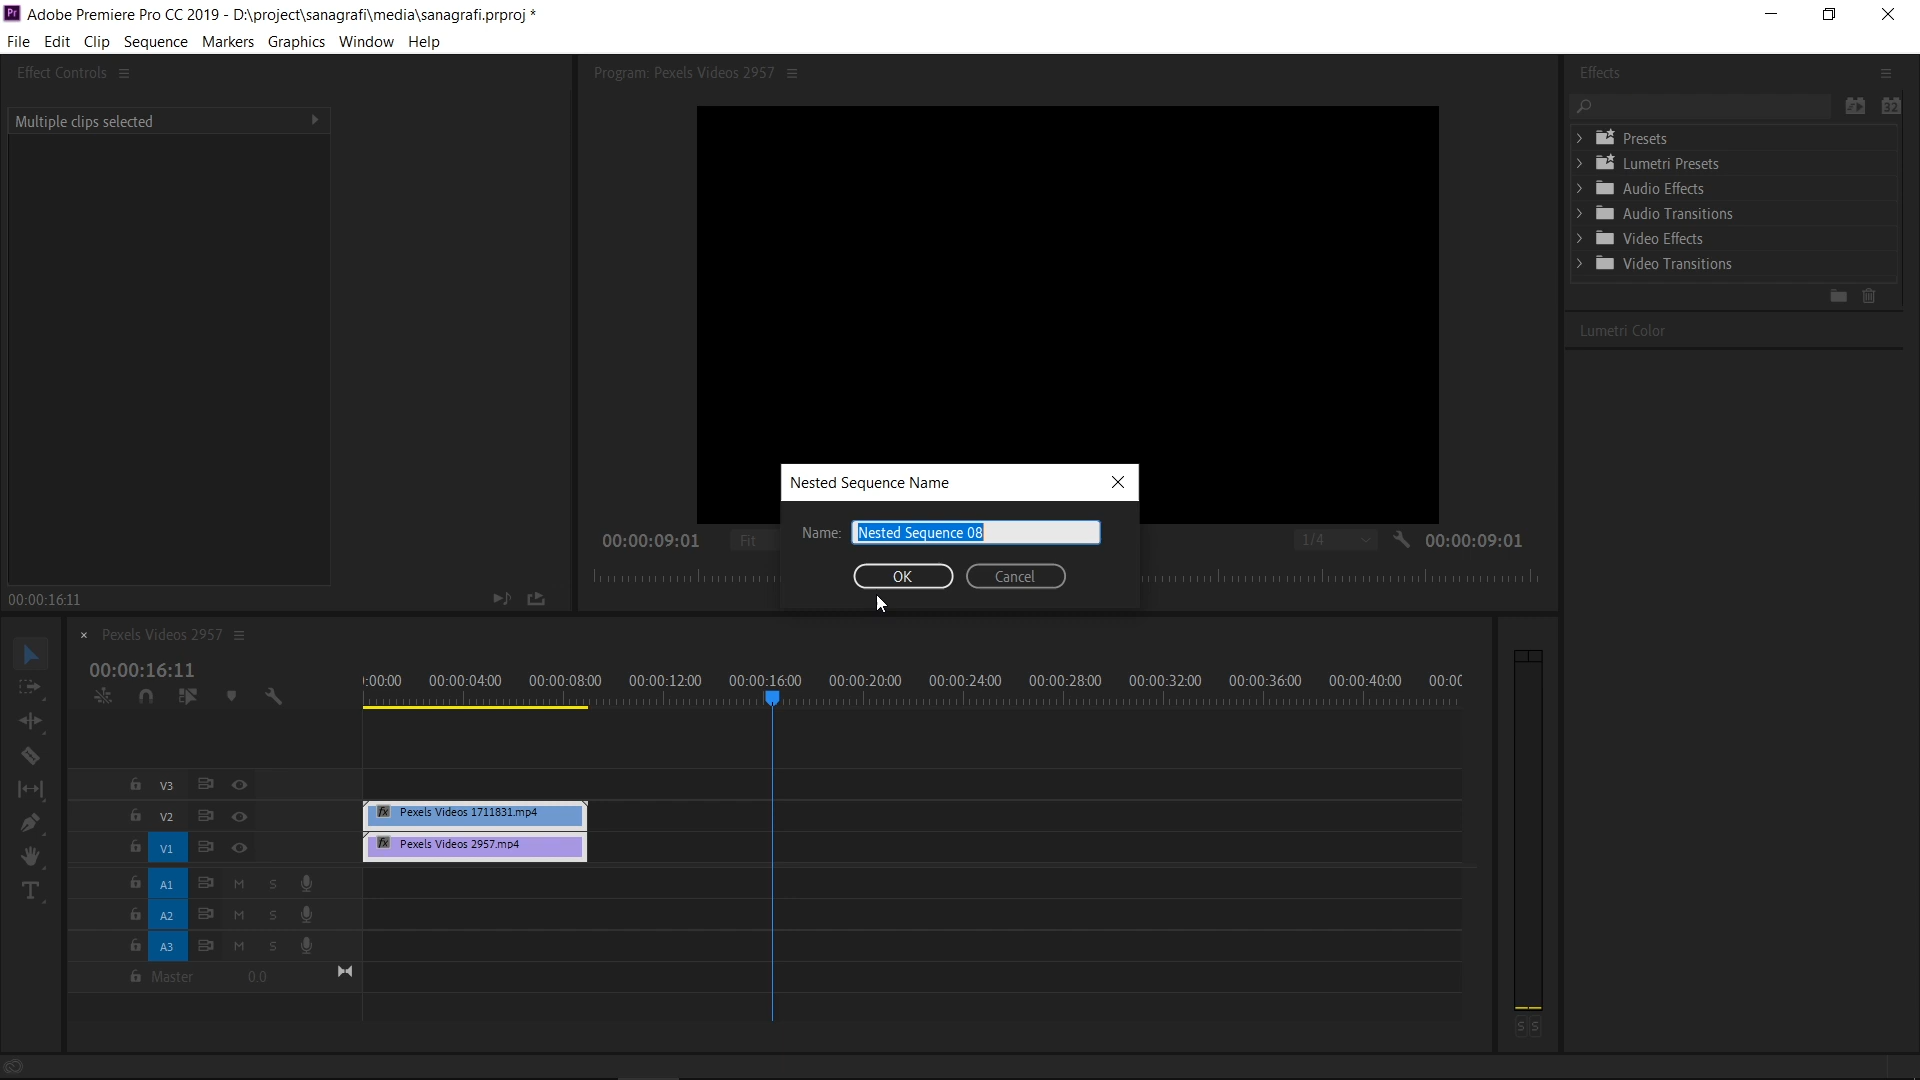 Pr Adobe Premiere Pro CC 2019 - D:\project\sanagrafi\media\sanagrafi.prproj *
File Edit Clip Sequence Markers Graphics Window Help
Effect Controls
Program: Pexels Videos 2957
Effects
32
Multiple clips selected
Presets
Lumetri Presets
Audio Effects
Audio Transitions
Video Effects
Video Transitions
Lumetri Color
Nested Sequence Name
Name: Nested Sequence 08
OK Cancel
00:00:09:01 Fit 1/4 00:00:09:01
00:00:16:11
× Pexels Videos 2957
00:00:16:11
:00:00 00:00:04:00 00:00:08:00 00:00:12:00 00:00:16:00 00:00:20:00 00:00:24:00 00:00:28:00 00:00:32:00 00:00:36:00 00:00:40:00 00:00
V3
V2 fx Pexels Videos 1711831.mp4
V1 fx Pexels Videos 2957.mp4
A1 M S
A2 M S
A3 M S
Master 0.0
S S